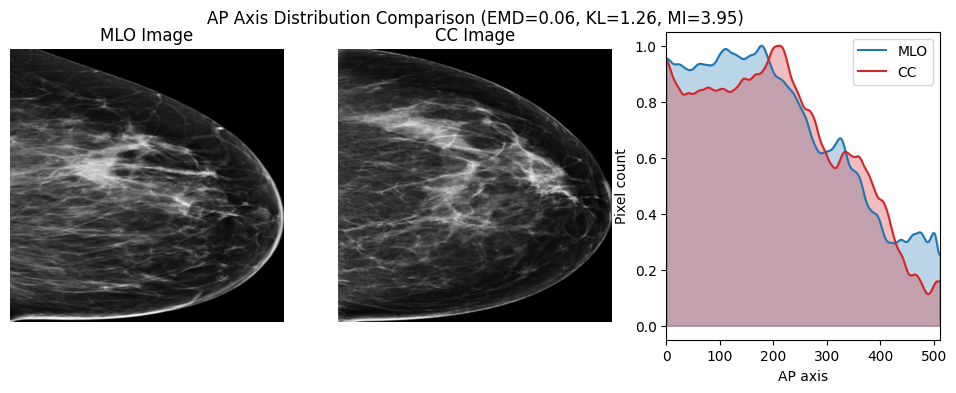 AP Axis Distribution Comparison (EMD=0.06, KL=1.26, MI=3.95)
MLO Image
CC Image
MLO
CC
Pixel count
1.0
0.8
0.6
0.4
0.2
0.0
0 100 200 300 400 500
AP axis